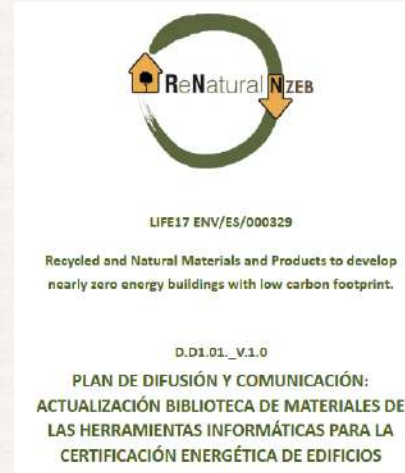 ReNatural NZEB
LIFE17 ENV/ES/000329
Recycled and Natural Materials and Products to develop
nearly zero energy buildings with low carbon footprint.
D.D1.01._V.1.0
PLAN DE DIFUSIÓN Y COMUNICACIÓN:
ACTUALIZACIÓN BIBLIOTECA DE MATERIALES DE
LAS HERRAMIENTAS INFORMÁTICAS PARA LA
CERTIFICACIÓN ENERGÉTICA DE EDIFICIOS